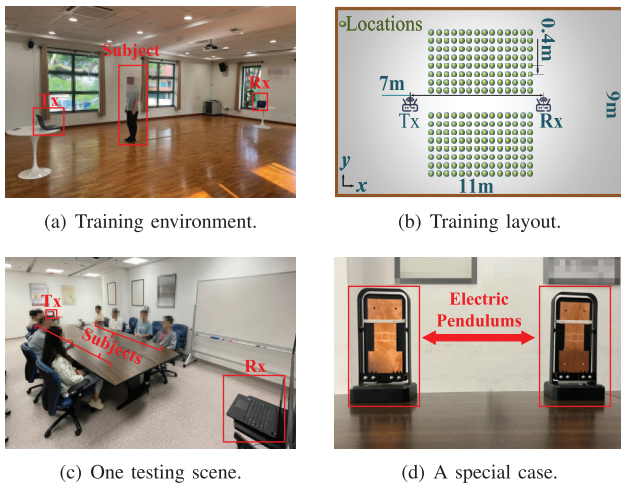 Subject
Tx
Rx
Locations
0.4m
7m
Tx
Rx
9m
y
x
11m
(a) Training environment.
(b) Training layout.
Tx
Subjects
Rx
Electric
Pendulums
(c) One testing scene.
(d) A special case.